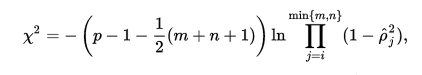 χ² = − ( p − 1 − 1/2 (m + n + 1) ) ln ∏_{j=i}^{min{m,n}} (1 − ρ̂_j²),